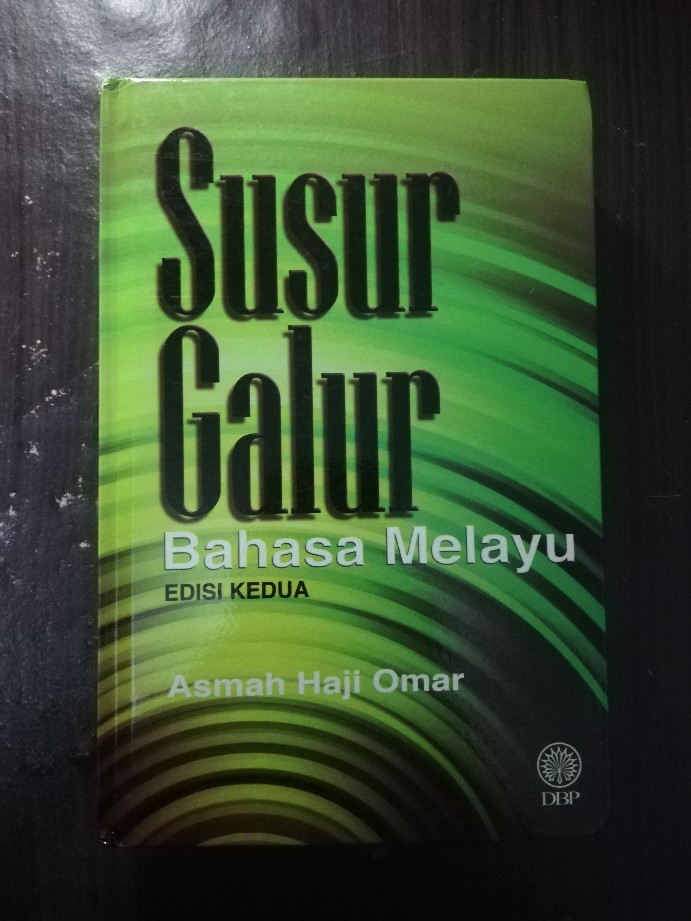 Susur
Galur
Bahasa Melayu
EDISI KEDUA
Asmah Haji Omar
DBP